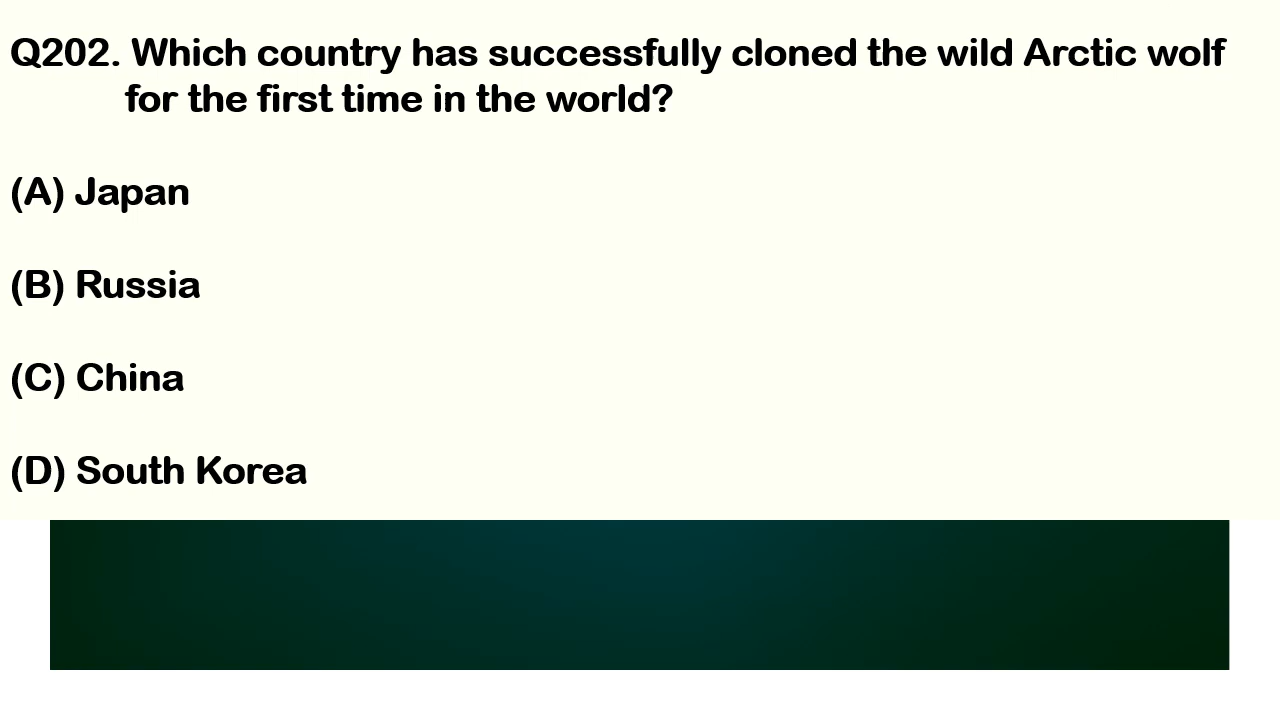 Q202. Which country has successfully cloned the wild Arctic wolf
for the first time in the world?
(A) Japan
(B) Russia
(C) China
(D) South Korea